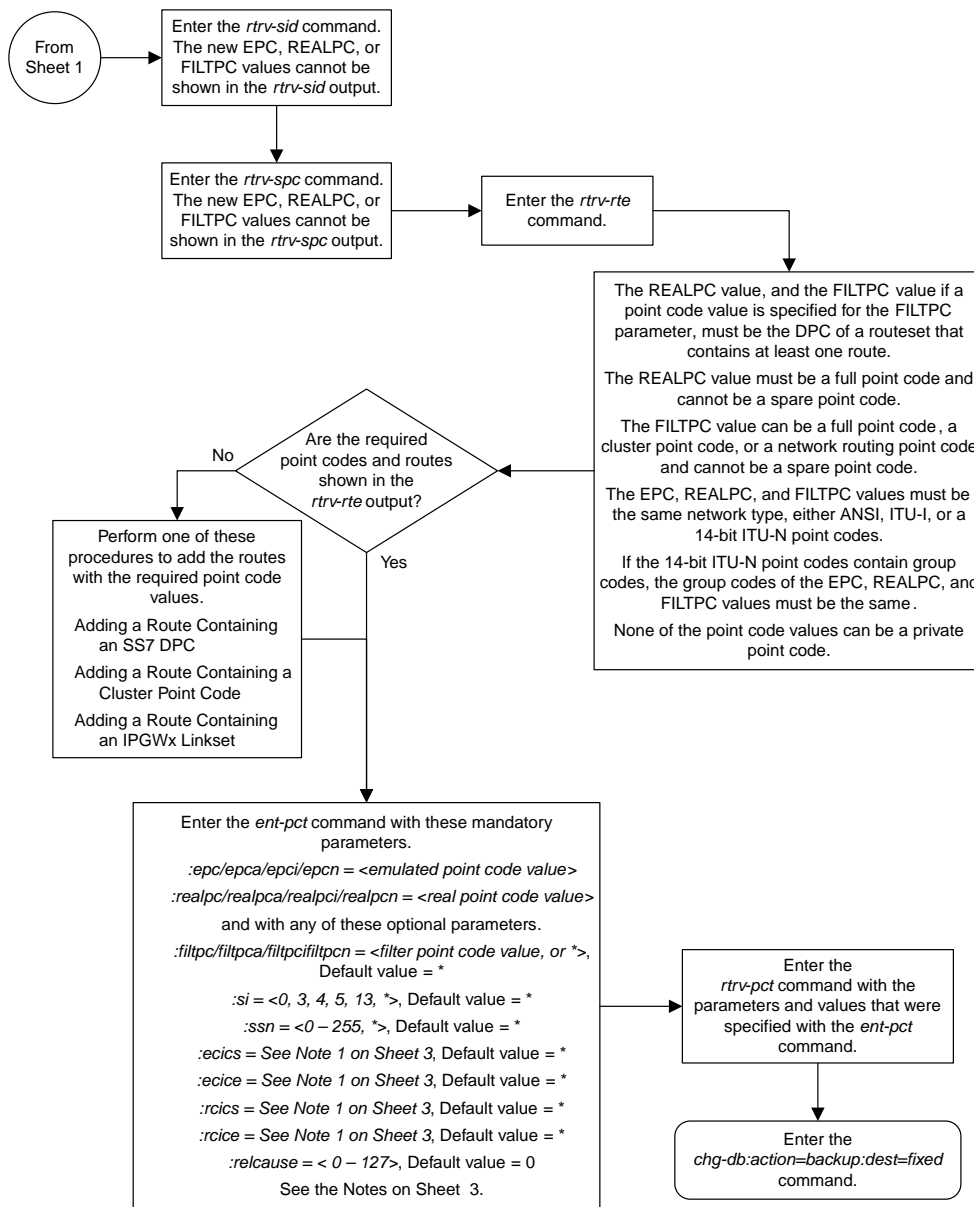 From
Sheet 1
Enter the rtrv-sid command.
The new EPC, REALPC, or
FILTPC values cannot be
shown in the rtrv-sid output.
Enter the rtrv-spc command.
The new EPC, REALPC, or
FILTPC values cannot be
shown in the rtrv-spc output.
Enter the rtrv-rte
command.
The REALPC value, and the FILTPC value if a
point code value is specified for the FILTPC
parameter, must be the DPC of a routeset that
contains at least one route.
The REALPC value must be a full point code and
cannot be a spare point code.
The FILTPC value can be a full point code, a
cluster point code, or a network routing point code
and cannot be a spare point code.
The EPC, REALPC, and FILTPC values must be
the same network type, either ANSI, ITU-I, or a
14-bit ITU-N point codes.
If the 14-bit ITU-N point codes contain group
codes, the group codes of the EPC, REALPC, and
FILTPC values must be the same.
None of the point code values can be a private
point code.
Are the required
point codes and routes
shown in the
rtrv-rte output?
No
Yes
Perform one of these
procedures to add the routes
with the required point code
values.
Adding a Route Containing
an SS7 DPC
Adding a Route Containing a
Cluster Point Code
Adding a Route Containing
an IPGWx Linkset
Enter the ent-pct command with these mandatory
parameters.
:epc/epca/epci/epcn = <emulated point code value>
:realpc/realpca/realpci/realpcn = <real point code value>
and with any of these optional parameters.
:filtpc/filtpca/filtpcifiltpcn = <filter point code value, or *>,
Default value = *
:si = <0, 3, 4, 5, 13, *>, Default value = *
:ssn = <0 – 255, *>, Default value = *
:ecics = See Note 1 on Sheet 3, Default value = *
:ecice = See Note 1 on Sheet 3, Default value = *
:rcics = See Note 1 on Sheet 3, Default value = *
:rcice = See Note 1 on Sheet 3, Default value = *
:relcause = < 0 – 127>, Default value = 0
See the Notes on Sheet 3.
Enter the
rtrv-pct command with the
parameters and values that were
specified with the ent-pct
command.
Enter the
chg-db:action=backup:dest=fixed
command.